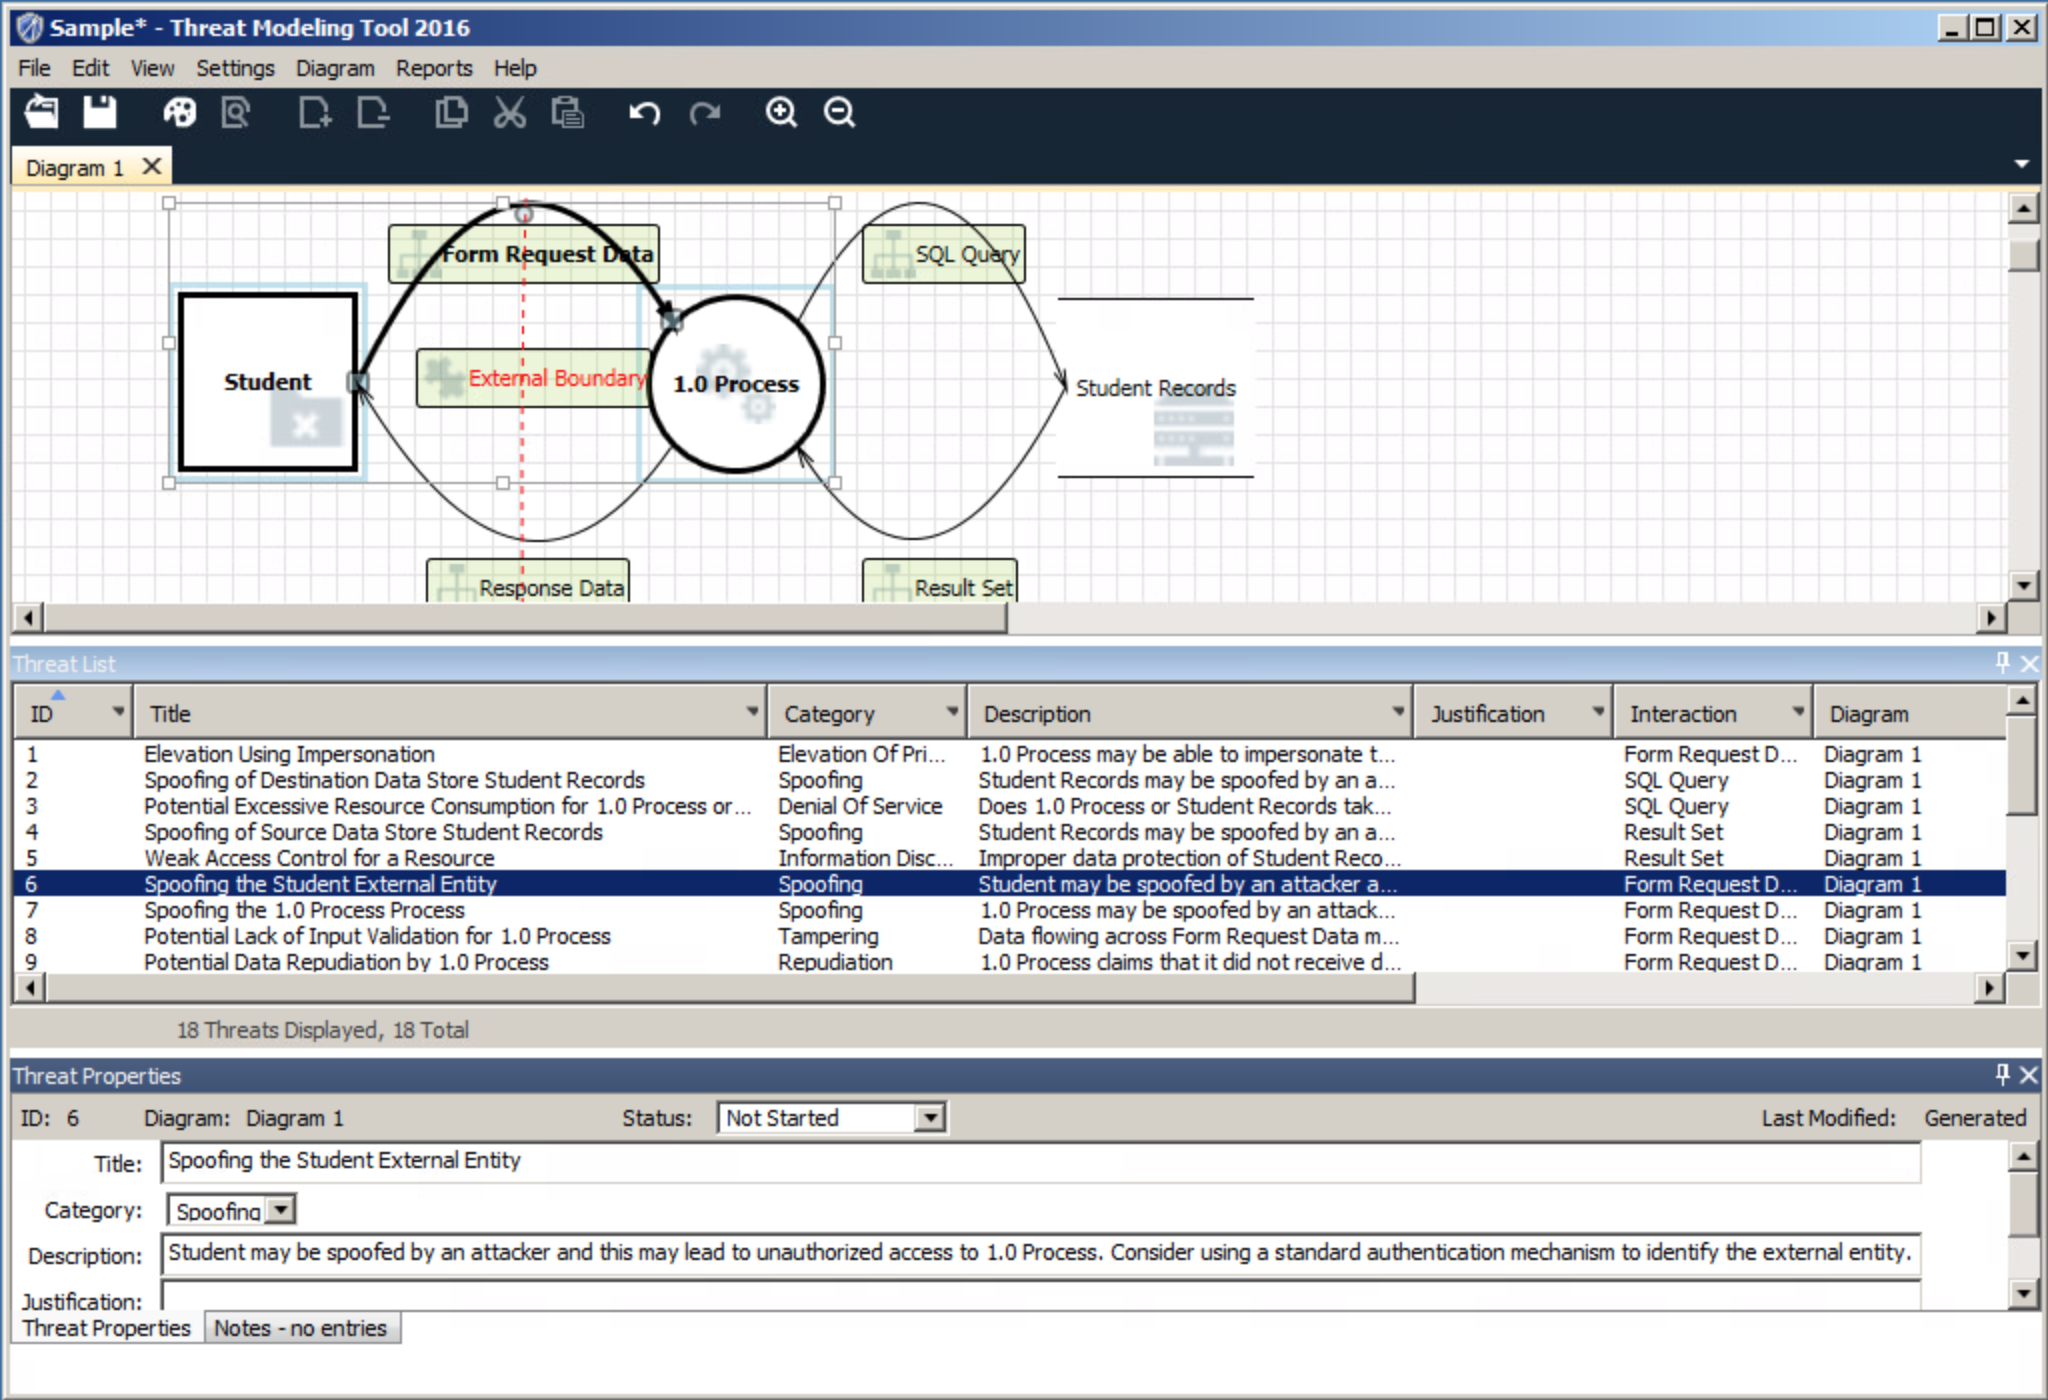 Sample* - Threat Modeling Tool 2016
File Edit View Settings Diagram Reports Help
Diagram 1
Form Request Data
SQL Query
Student
External Boundary
1.0 Process
Student Records
Response Data
Result Set
Threat List
ID Title Category Description Justification Interaction Diagram
1 Elevation Using Impersonation Elevation Of Pri... 1.0 Process may be able to impersonate t... Form Request D... Diagram 1
2 Spoofing of Destination Data Store Student Records Spoofing Student Records may be spoofed by an a... SQL Query Diagram 1
3 Potential Excessive Resource Consumption for 1.0 Process or... Denial Of Service Does 1.0 Process or Student Records tak... SQL Query Diagram 1
4 Spoofing of Source Data Store Student Records Spoofing Student Records may be spoofed by an a... Result Set Diagram 1
5 Weak Access Control for a Resource Information Disc... Improper data protection of Student Reco... Result Set Diagram 1
6 Spoofing the Student External Entity Spoofing Student may be spoofed by an attacker a... Form Request D... Diagram 1
7 Spoofing the 1.0 Process Process Spoofing 1.0 Process may be spoofed by an attack... Form Request D... Diagram 1
8 Potential Lack of Input Validation for 1.0 Process Tampering Data flowing across Form Request Data m... Form Request D... Diagram 1
9 Potential Data Repudiation by 1.0 Process Repudiation 1.0 Process claims that it did not receive d... Form Request D... Diagram 1
18 Threats Displayed, 18 Total
Threat Properties
ID: 6 Diagram: Diagram 1 Status: Not Started Last Modified: Generated
Title: Spoofing the Student External Entity
Category: Spoofing
Description: Student may be spoofed by an attacker and this may lead to unauthorized access to 1.0 Process. Consider using a standard authentication mechanism to identify the external entity.
Justification:
Threat Properties Notes - no entries